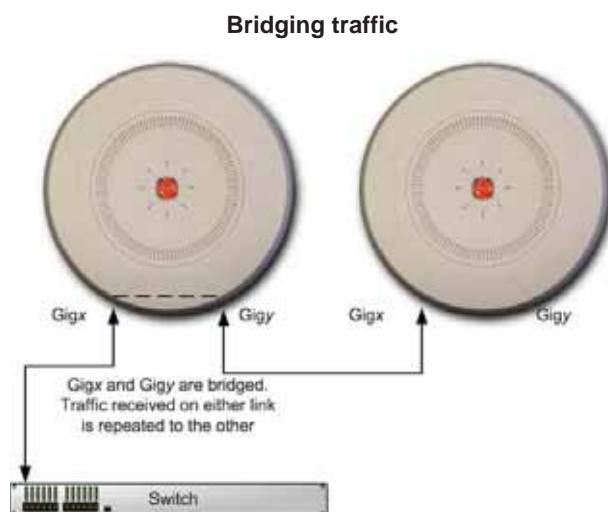 Bridging traffic
Gigx Gigy Gigx Gigy
Gigx and Gigy are bridged.
Traffic received on either link
is repeated to the other
Switch